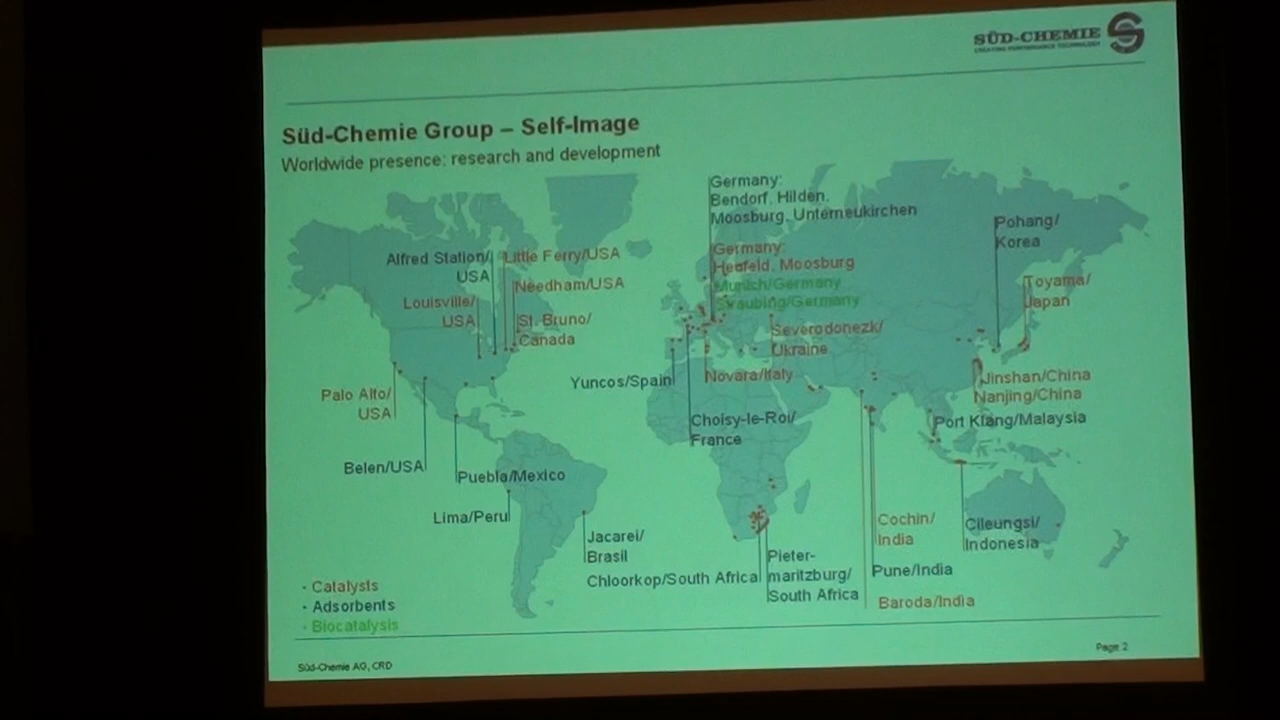 SÜD-CHEMIE
CREATING PERFORMANCE TECHNOLOGY
Süd-Chemie Group – Self-Image
Worldwide presence: research and development
Germany:
Bendorf, Hilden,
Moosburg, Unterneukirchen
Germany:
Heufeld, Moosburg
Munich/Germany
Straubing/Germany
Pohang/
Korea
Toyama/
Japan
Alfred Station/
USA
Little Ferry/USA
Needham/USA
Louisville/
USA
St. Bruno/
Canada
Severodonezk/
Ukraine
Palo Alto/
USA
Yuncos/Spain
Novara/Italy
Jinshan/China
Nanjing/China
Choisy-le-Roi/
France
Port Klang/Malaysia
Belen/USA
Puebla/Mexico
Lima/Peru
Jacarei/
Brasil
Chloorkop/South Africa
Pieter-
maritzburg/
South Africa
Cochin/
India
Cileungsi/
Indonesia
Pune/India
Baroda/India
· Catalysts
· Adsorbents
· Biocatalysis
Süd-Chemie AG, CRD
Page 2